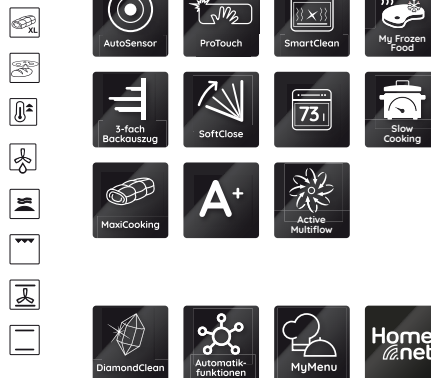 XL
AutoSensor
ProTouch
SmartClean
My Frozen
Food
3-fach
Backauszug
SoftClose
73 l
Slow
Cooking
MaxiCooking
A+
Active
Multiflow
DiamondClean
Automatik-
funktionen
MyMenu
Home
net